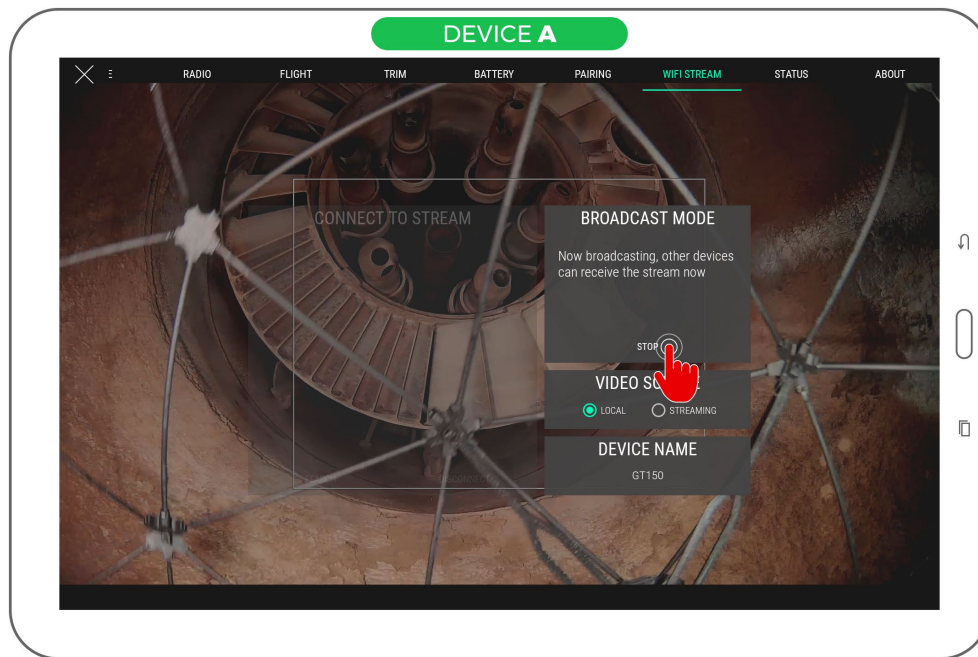 DEVICE A
E RADIO FLIGHT TRIM BATTERY PAIRING WIFI STREAM STATUS ABOUT
CONNECT TO STREAM
BROADCAST MODE
Now broadcasting, other devices
can receive the stream now
STOP
VIDEO
LOCAL STREAMING
DEVICE NAME
GT150